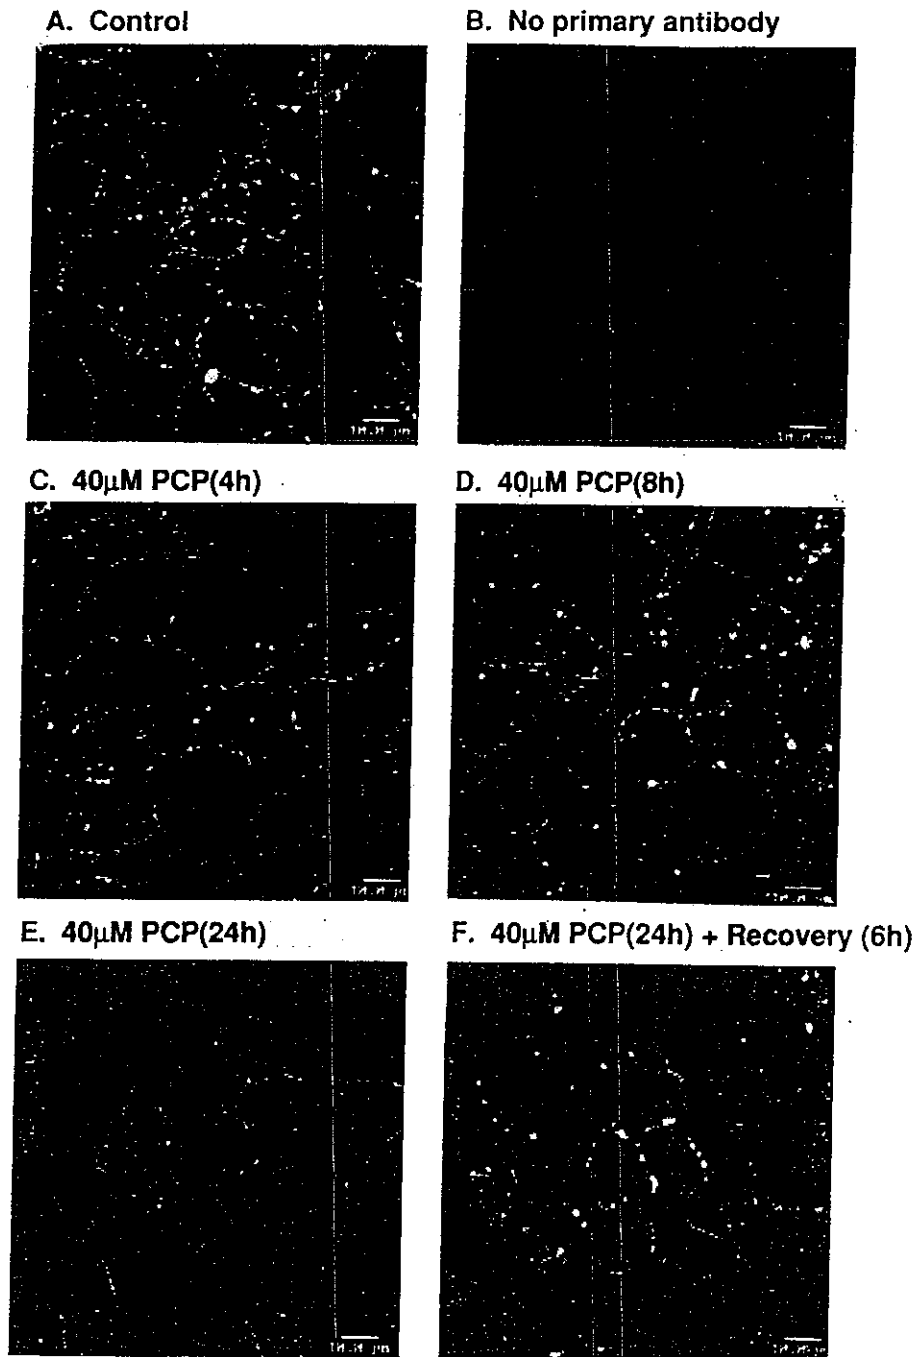 A. Control
B. No primary antibody
C. 40μM PCP(4h)
D. 40μM PCP(8h)
E. 40μM PCP(24h)
F. 40μM PCP(24h) + Recovery (6h)